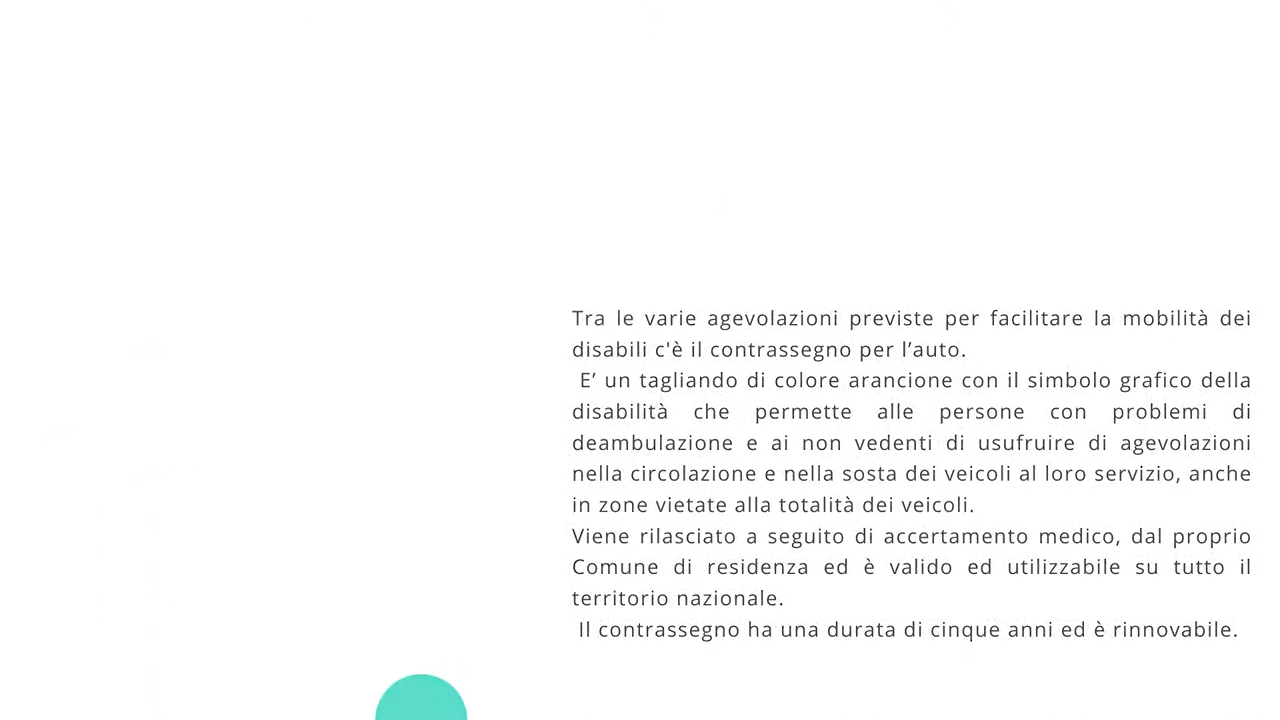 Tra le varie agevolazioni previste per facilitare la mobilità dei
disabili c'è il contrassegno per l’auto.
E’ un tagliando di colore arancione con il simbolo grafico della
disabilità che permette alle persone con problemi di
deambulazione e ai non vedenti di usufruire di agevolazioni
nella circolazione e nella sosta dei veicoli al loro servizio, anche
in zone vietate alla totalità dei veicoli.
Viene rilasciato a seguito di accertamento medico, dal proprio
Comune di residenza ed è valido ed utilizzabile su tutto il
territorio nazionale.
Il contrassegno ha una durata di cinque anni ed è rinnovabile.